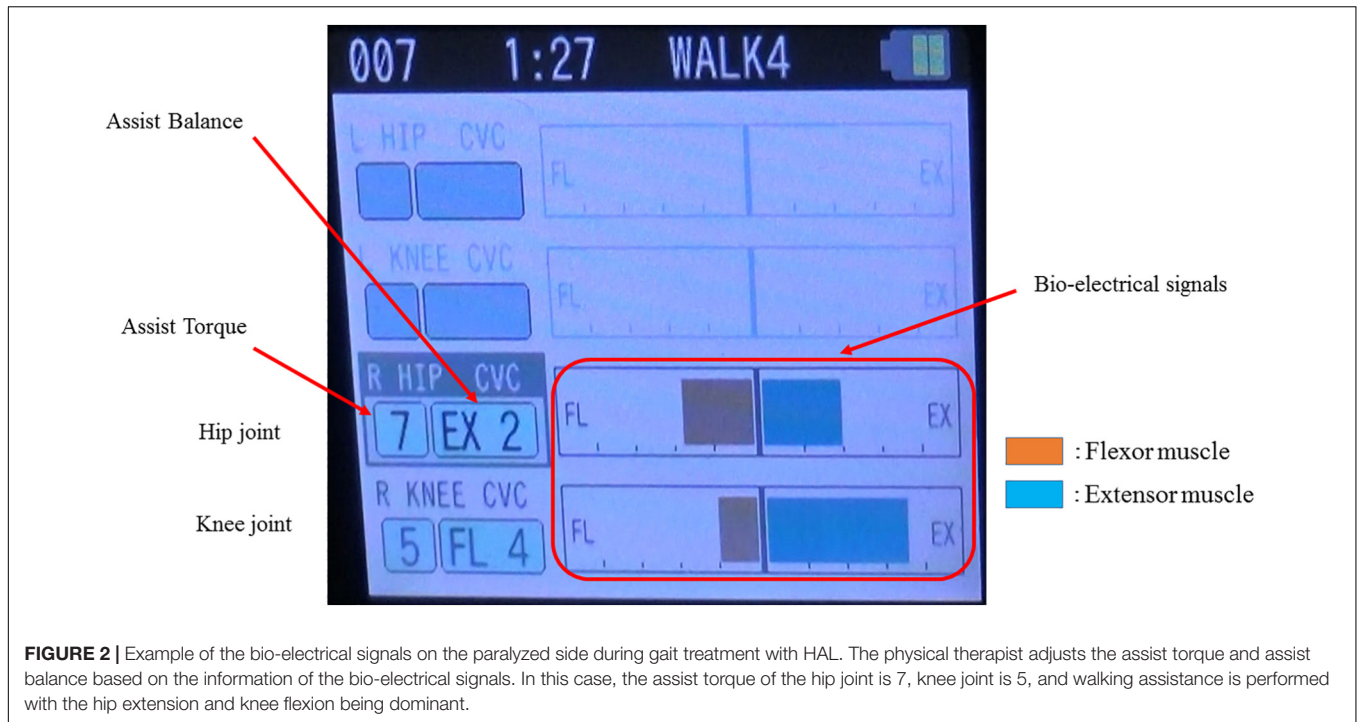 007 1:27 WALK4
L HIP CVC
FL EX
L KNEE CVC
FL EX
R HIP CVC
7 EX 2
FL EX
R KNEE CVC
5 FL 4
FL EX
Assist Balance
Assist Torque
Hip joint
Knee joint
Bio-electrical signals
: Flexor muscle
: Extensor muscle
FIGURE 2 | Example of the bio-electrical signals on the paralyzed side during gait treatment with HAL. The physical therapist adjusts the assist torque and assist
balance based on the information of the bio-electrical signals. In this case, the assist torque of the hip joint is 7, knee joint is 5, and walking assistance is performed
with the hip extension and knee flexion being dominant.